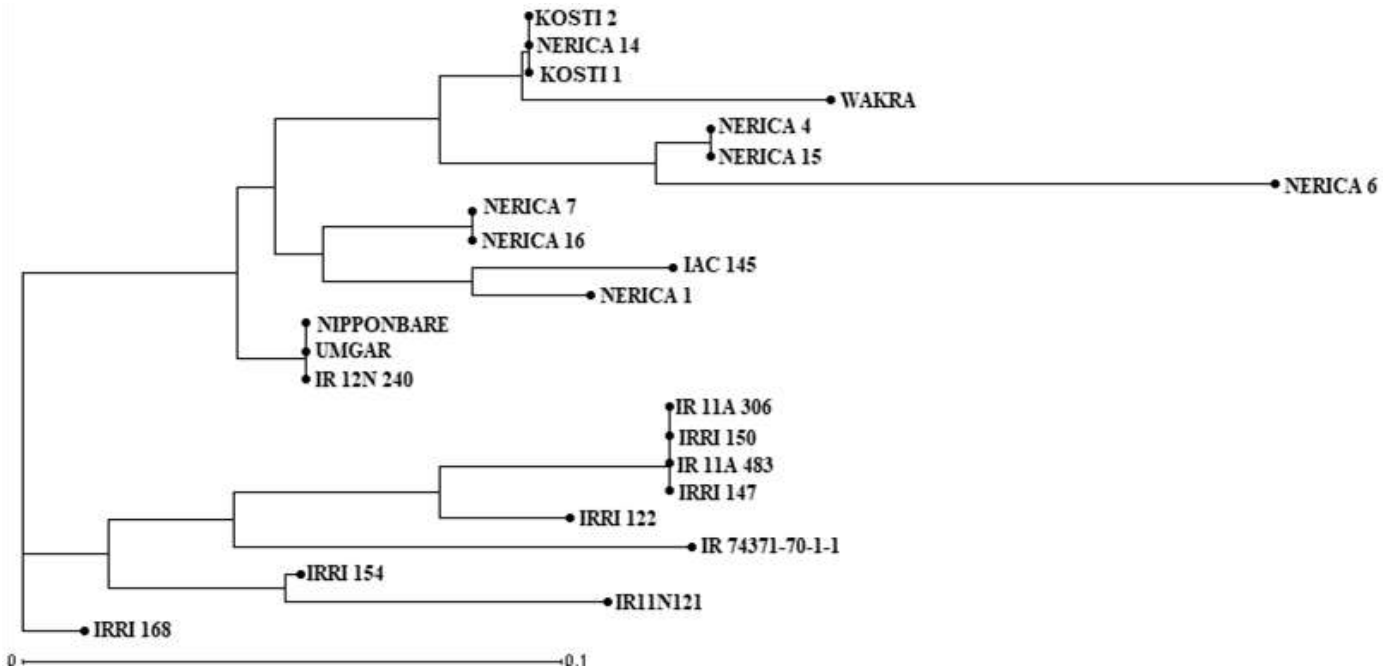 KOSTI 2
NERICA 14
KOSTI 1
WAKRA
NERICA 4
NERICA 15
NERICA 6
NERICA 7
NERICA 16
IAC 145
NERICA 1
NIPPONBARE
UMGAR
IR 12N 240
IR 11A 306
IRRI 150
IR 11A 483
IRRI 147
IRRI 122
IR 74371-70-1-1
IRRI 154
IR11N121
IRRI 168
0 0.1